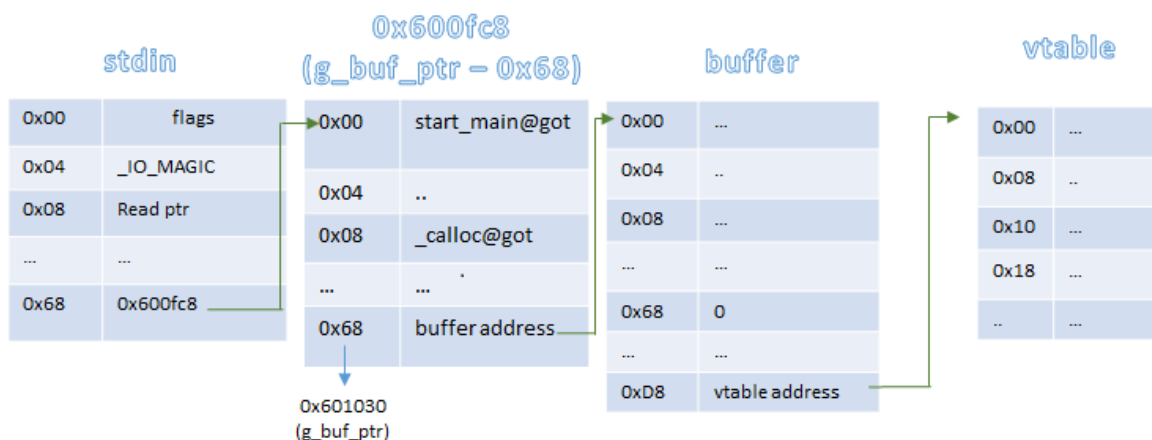 stdin
0x00 flags
0x04 _IO_MAGIC
0x08 Read ptr
... ...
0x68 0x600fc8
0x600fc8
(g_buf_ptr – 0x68)
0x00 start_main@got
0x04 ..
0x08 _calloc@got
... ...
0x68 buffer address
0x601030
(g_buf_ptr)
buffer
0x00 ...
0x04 ..
0x08 ...
... ...
0x68 0
... ...
0xD8 vtable address
vtable
0x00 ...
0x08 ..
0x10 ...
0x18 ...
.. ...